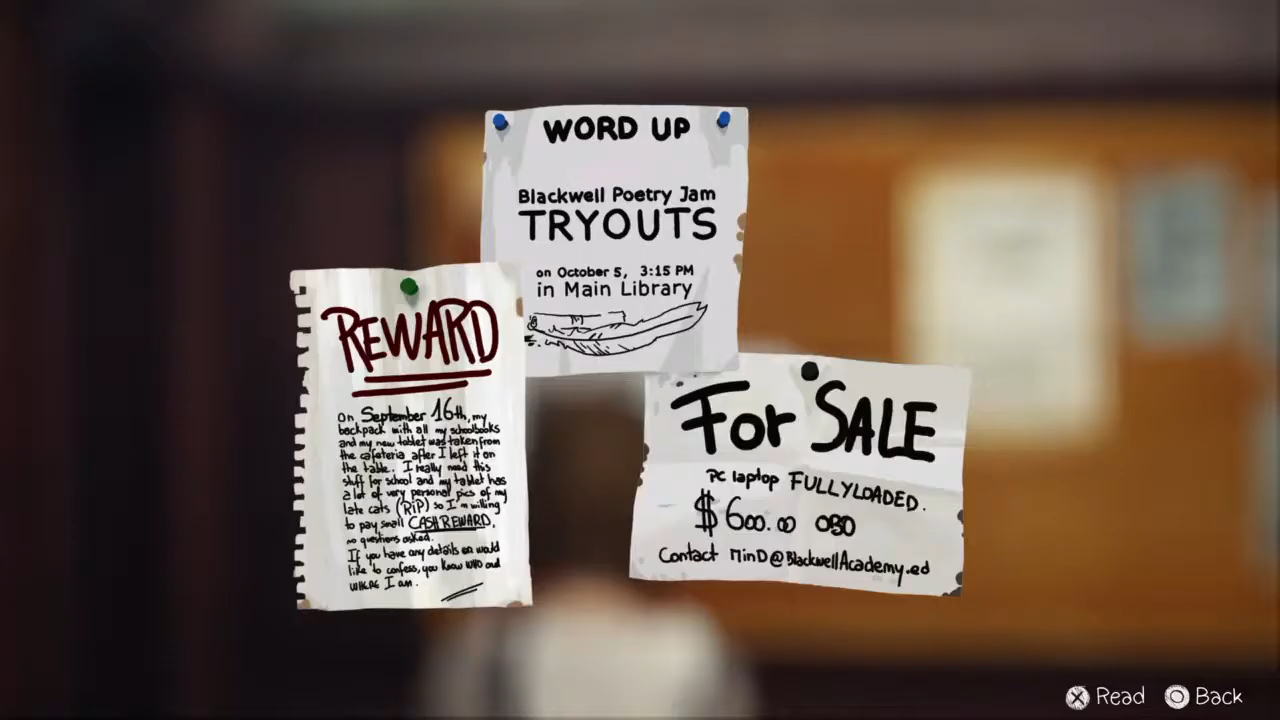 WORD UP
Blackwell Poetry Jam
TRYOUTS
on October 5, 3:15 PM
in Main Library
REWARD
On September 16th, my
backpack with all my schoolbooks
and my new tablet was taken from
the cafeteria after I left it on
the table. I really need this
stuff for school and my tablet has
a lot of very personal pics of my
late cats (RIP) so I'm willing
to pay small CASH REWARD,
no questions asked.
If you have any details or would
like to confess, you know WHO and
WHERE I am.
For SALE
PC laptop FULLYLOADED.
$600.00 OBO
Contact MinD@BlackwellAcademy.ed
Read
Back